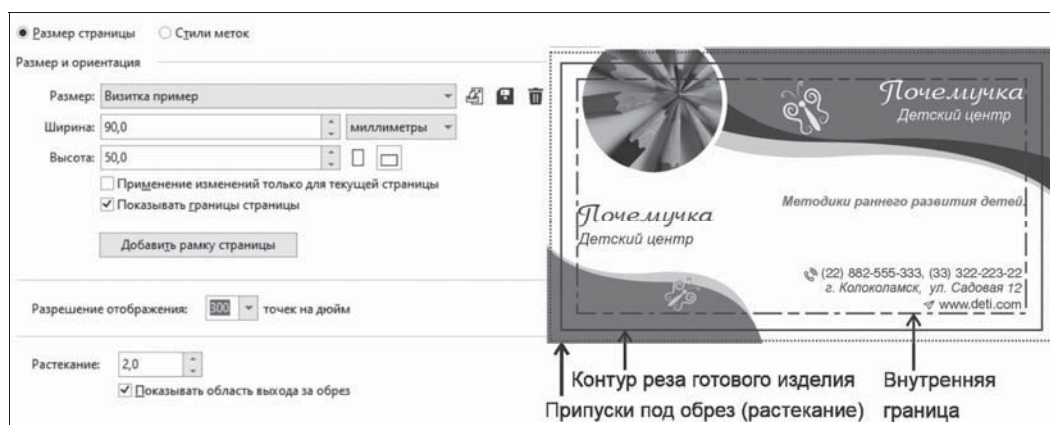 Размер страницы Стили меток
Размер и ориентация
Размер: Визитка пример
Ширина: 90,0 миллиметры
Высота: 50,0
Применение изменений только для текущей страницы
Показывать границы страницы
Добавить рамку страницы
Разрешение отображения: 300 точек на дюйм
Растекание: 2,0
Показывать область выхода за обрез
Почемучка
Детский центр
Методики раннего развития детей.
Почемучка
Детский центр
(22) 882-555-333, (33) 322-223-22
г. Колоколамск, ул. Садовая 12
www.deti.com
Контур реза готового изделия
Припуски под обрез (растекание)
Внутренняя
граница